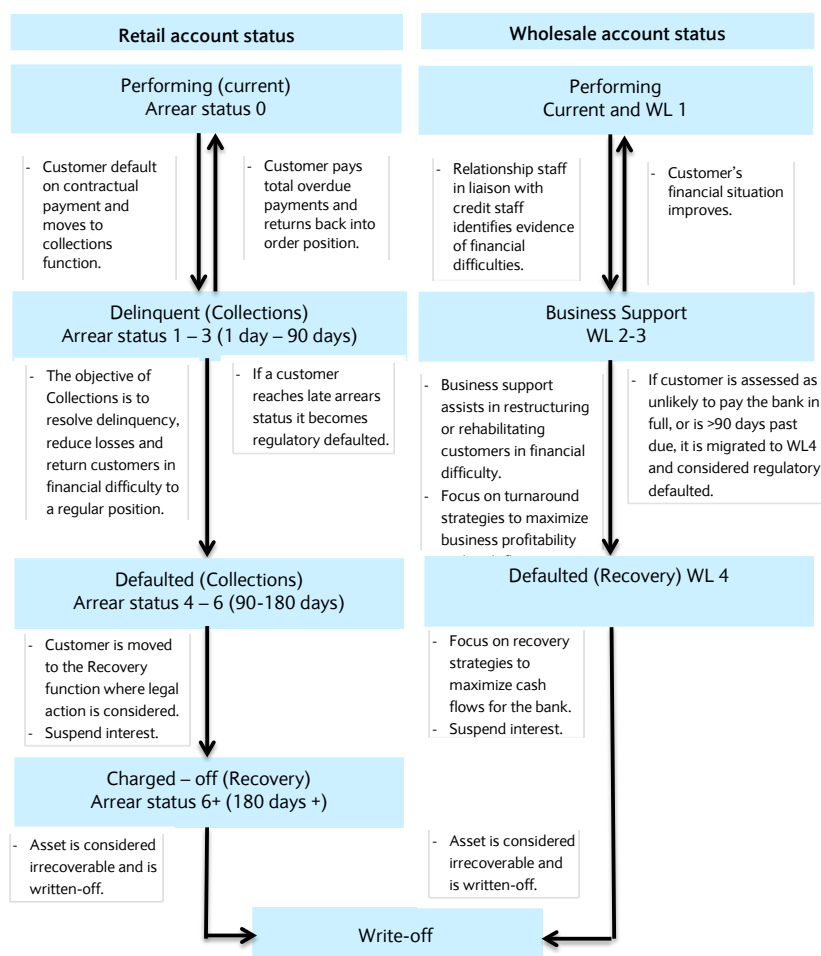 Retail account status
Wholesale account status
Performing (current)
Arrear status 0
Performing
Current and WL 1
- Customer default
on contractual
payment and
moves to
collections
function.
- Customer pays
total overdue
payments and
returns back into
order position.
- Relationship staff
in liaison with
credit staff
identifies evidence
of financial
difficulties.
- Customer’s
financial situation
improves.
Delinquent (Collections)
Arrear status 1 – 3 (1 day – 90 days)
Business Support
WL 2-3
- The objective of
Collections is to
resolve delinquency,
reduce losses and
return customers in
financial difficulty to
a regular position.
- If a customer
reaches late arrears
status it becomes
regulatory defaulted.
- Business support
assists in restructuring
or rehabilitating
customers in financial
difficulty.
- Focus on turnaround
strategies to maximize
business profitability
- If customer is assessed as
unlikely to pay the bank in
full, or is >90 days past
due, it is migrated to WL4
and considered regulatory
defaulted.
Defaulted (Collections)
Arrear status 4 – 6 (90-180 days)
Defaulted (Recovery) WL 4
- Customer is moved
to the Recovery
function where legal
action is considered.
- Suspend interest.
- Focus on recovery
strategies to
maximize cash
flows for the bank.
- Suspend interest.
Charged – off (Recovery)
Arrear status 6+ (180 days +)
- Asset is considered
irrecoverable and is
written-off.
- Asset is considered
irrecoverable and
is written-off.
Write-off